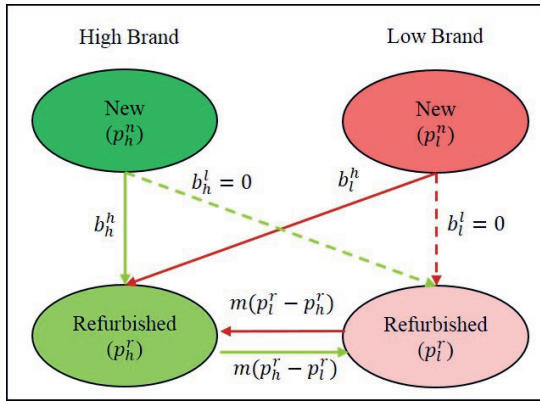 High Brand Low Brand
New New
($p_h^n$) ($p_l^n$)
$b_h^l = 0$ $b_l^h$
$b_h^h$ $b_l^l = 0$
$m(p_l^r - p_h^r)$
Refurbished Refurbished
($p_h^r$) ($p_l^r$)
$m(p_h^r - p_l^r)$